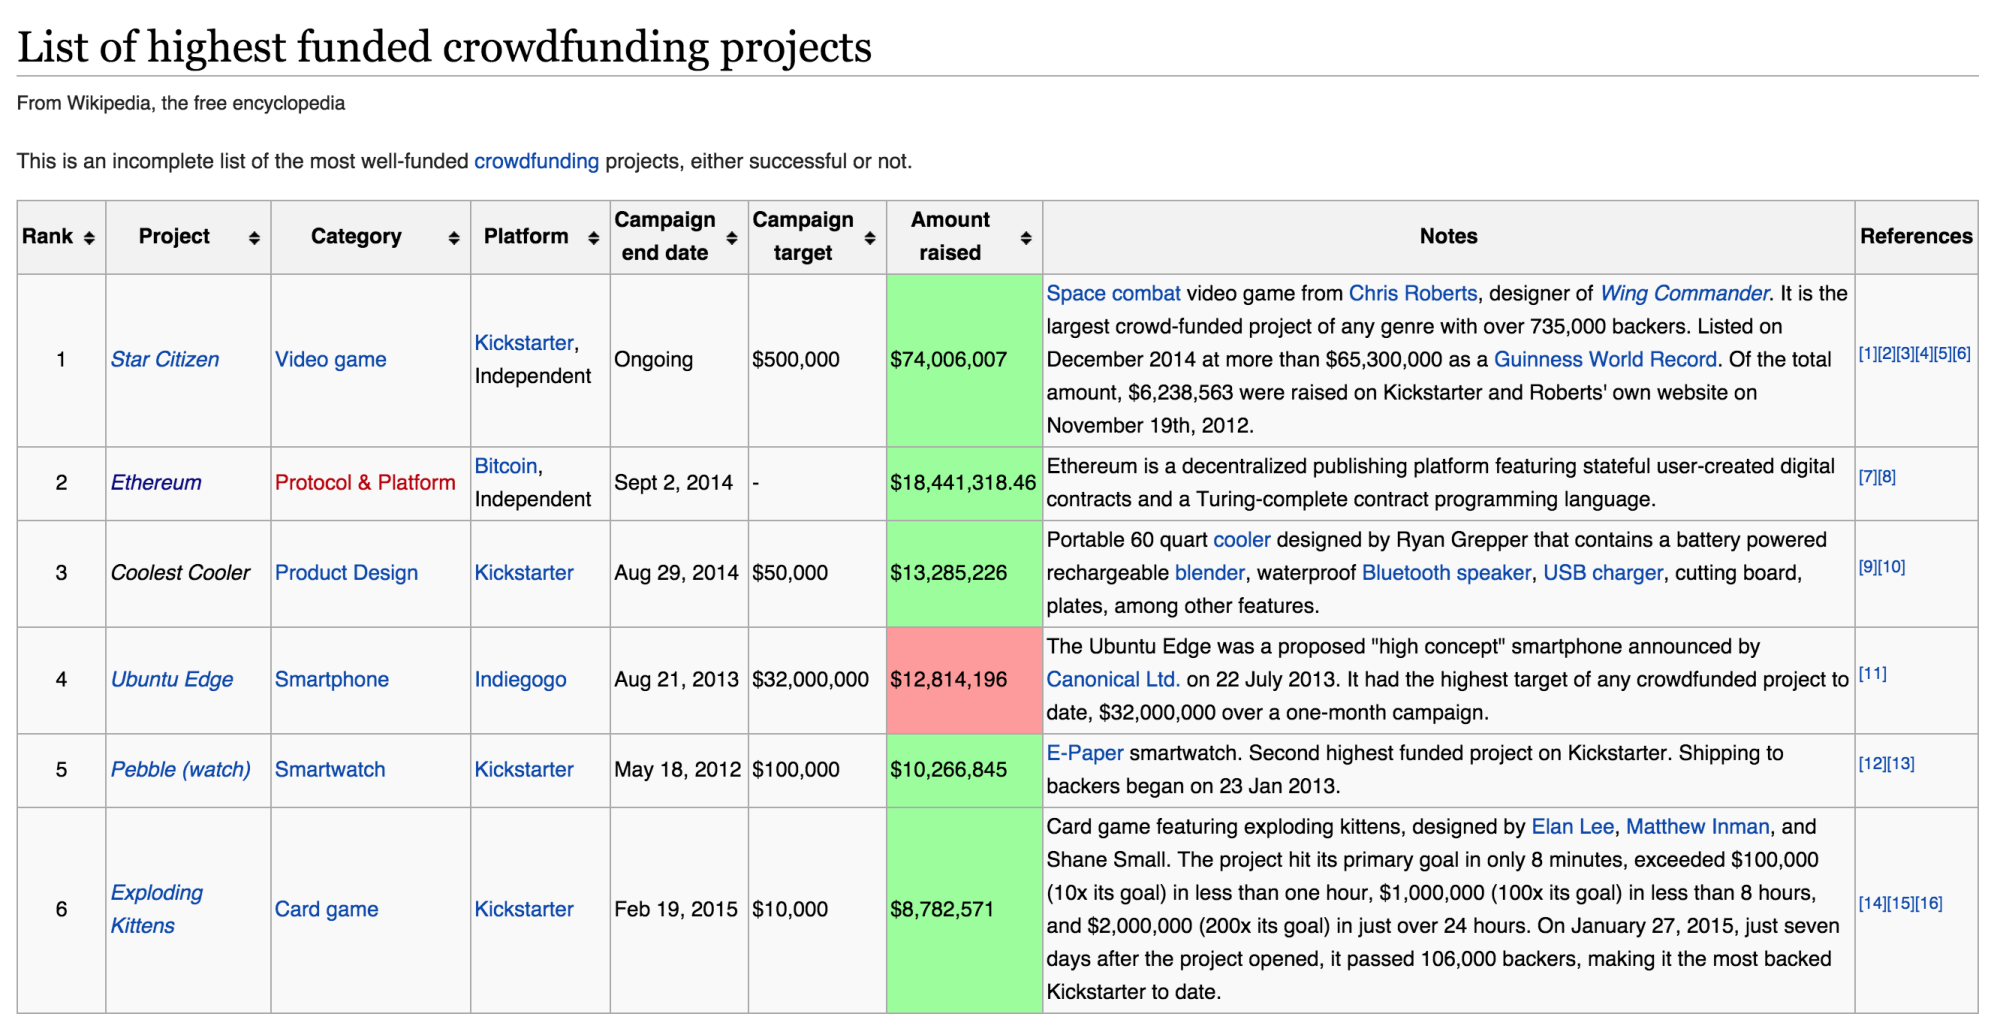 List of highest funded crowdfunding projects
From Wikipedia, the free encyclopedia
This is an incomplete list of the most well-funded crowdfunding projects, either successful or not.
Rank Project Category Platform Campaign end date Campaign target Amount raised Notes References
1 Star Citizen Video game Kickstarter, Independent Ongoing $500,000 $74,006,007
Space combat video game from Chris Roberts, designer of Wing Commander. It is the
largest crowd-funded project of any genre with over 735,000 backers. Listed on
December 2014 at more than $65,300,000 as a Guinness World Record. Of the total
amount, $6,238,563 were raised on Kickstarter and Roberts' own website on
November 19th, 2012.
[1][2][3][4][5][6]
2 Ethereum Protocol & Platform Bitcoin, Independent Sept 2, 2014 - $18,441,318.46
Ethereum is a decentralized publishing platform featuring stateful user-created digital
contracts and a Turing-complete contract programming language.
[7][8]
3 Coolest Cooler Product Design Kickstarter Aug 29, 2014 $50,000 $13,285,226
Portable 60 quart cooler designed by Ryan Grepper that contains a battery powered
rechargeable blender, waterproof Bluetooth speaker, USB charger, cutting board,
plates, among other features.
[9][10]
4 Ubuntu Edge Smartphone Indiegogo Aug 21, 2013 $32,000,000 $12,814,196
The Ubuntu Edge was a proposed "high concept" smartphone announced by
Canonical Ltd. on 22 July 2013. It had the highest target of any crowdfunded project to
date, $32,000,000 over a one-month campaign.
[11]
5 Pebble (watch) Smartwatch Kickstarter May 18, 2012 $100,000 $10,266,845
E-Paper smartwatch. Second highest funded project on Kickstarter. Shipping to
backers began on 23 Jan 2013.
[12][13]
6 Exploding Kittens Card game Kickstarter Feb 19, 2015 $10,000 $8,782,571
Card game featuring exploding kittens, designed by Elan Lee, Matthew Inman, and
Shane Small. The project hit its primary goal in only 8 minutes, exceeded $100,000
(10x its goal) in less than one hour, $1,000,000 (100x its goal) in less than 8 hours,
and $2,000,000 (200x its goal) in just over 24 hours. On January 27, 2015, just seven
days after the project opened, it passed 106,000 backers, making it the most backed
Kickstarter to date.
[14][15][16]